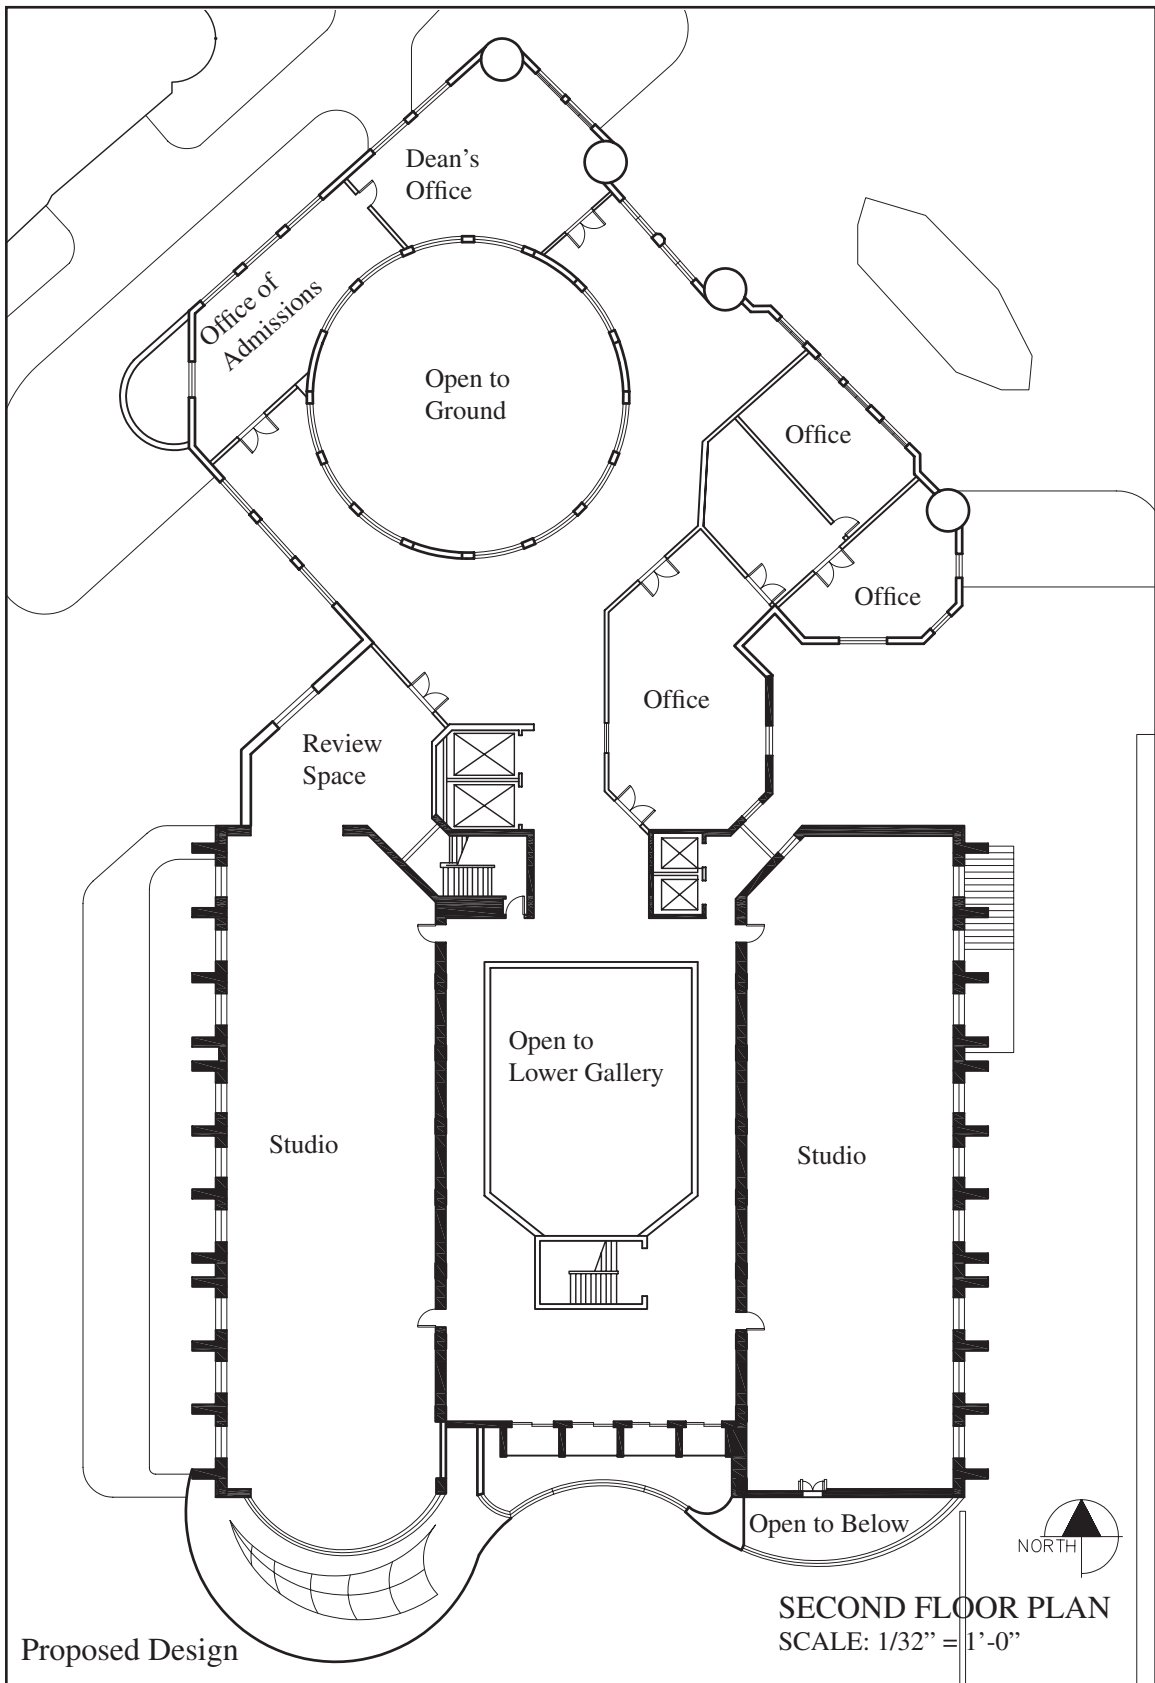 Dean’s
Office
Office of
Admissions
Open to
Ground
Office
Office
Office
Review
Space
Open to
Lower Gallery
Studio
Studio
Open to Below
NORTH
SECOND FLOOR PLAN
SCALE: 1/32” = 1’-0”
Proposed Design